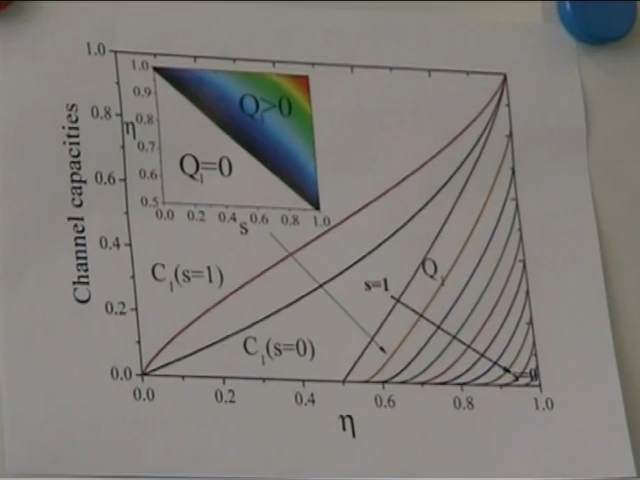 Channel capacities
1.0
0.8
0.6
0.4
0.2
0.0
1.0
0.9
0.8
0.7
0.6
0.5
η
Q₁>0
Q₁=0
0.0 0.2 0.4 0.6 0.8 1.0
s
C₁(s=1)
C₁(s=0)
Q₁
s=1
s=0
0.0 0.2 0.4 0.6 0.8 1.0
η